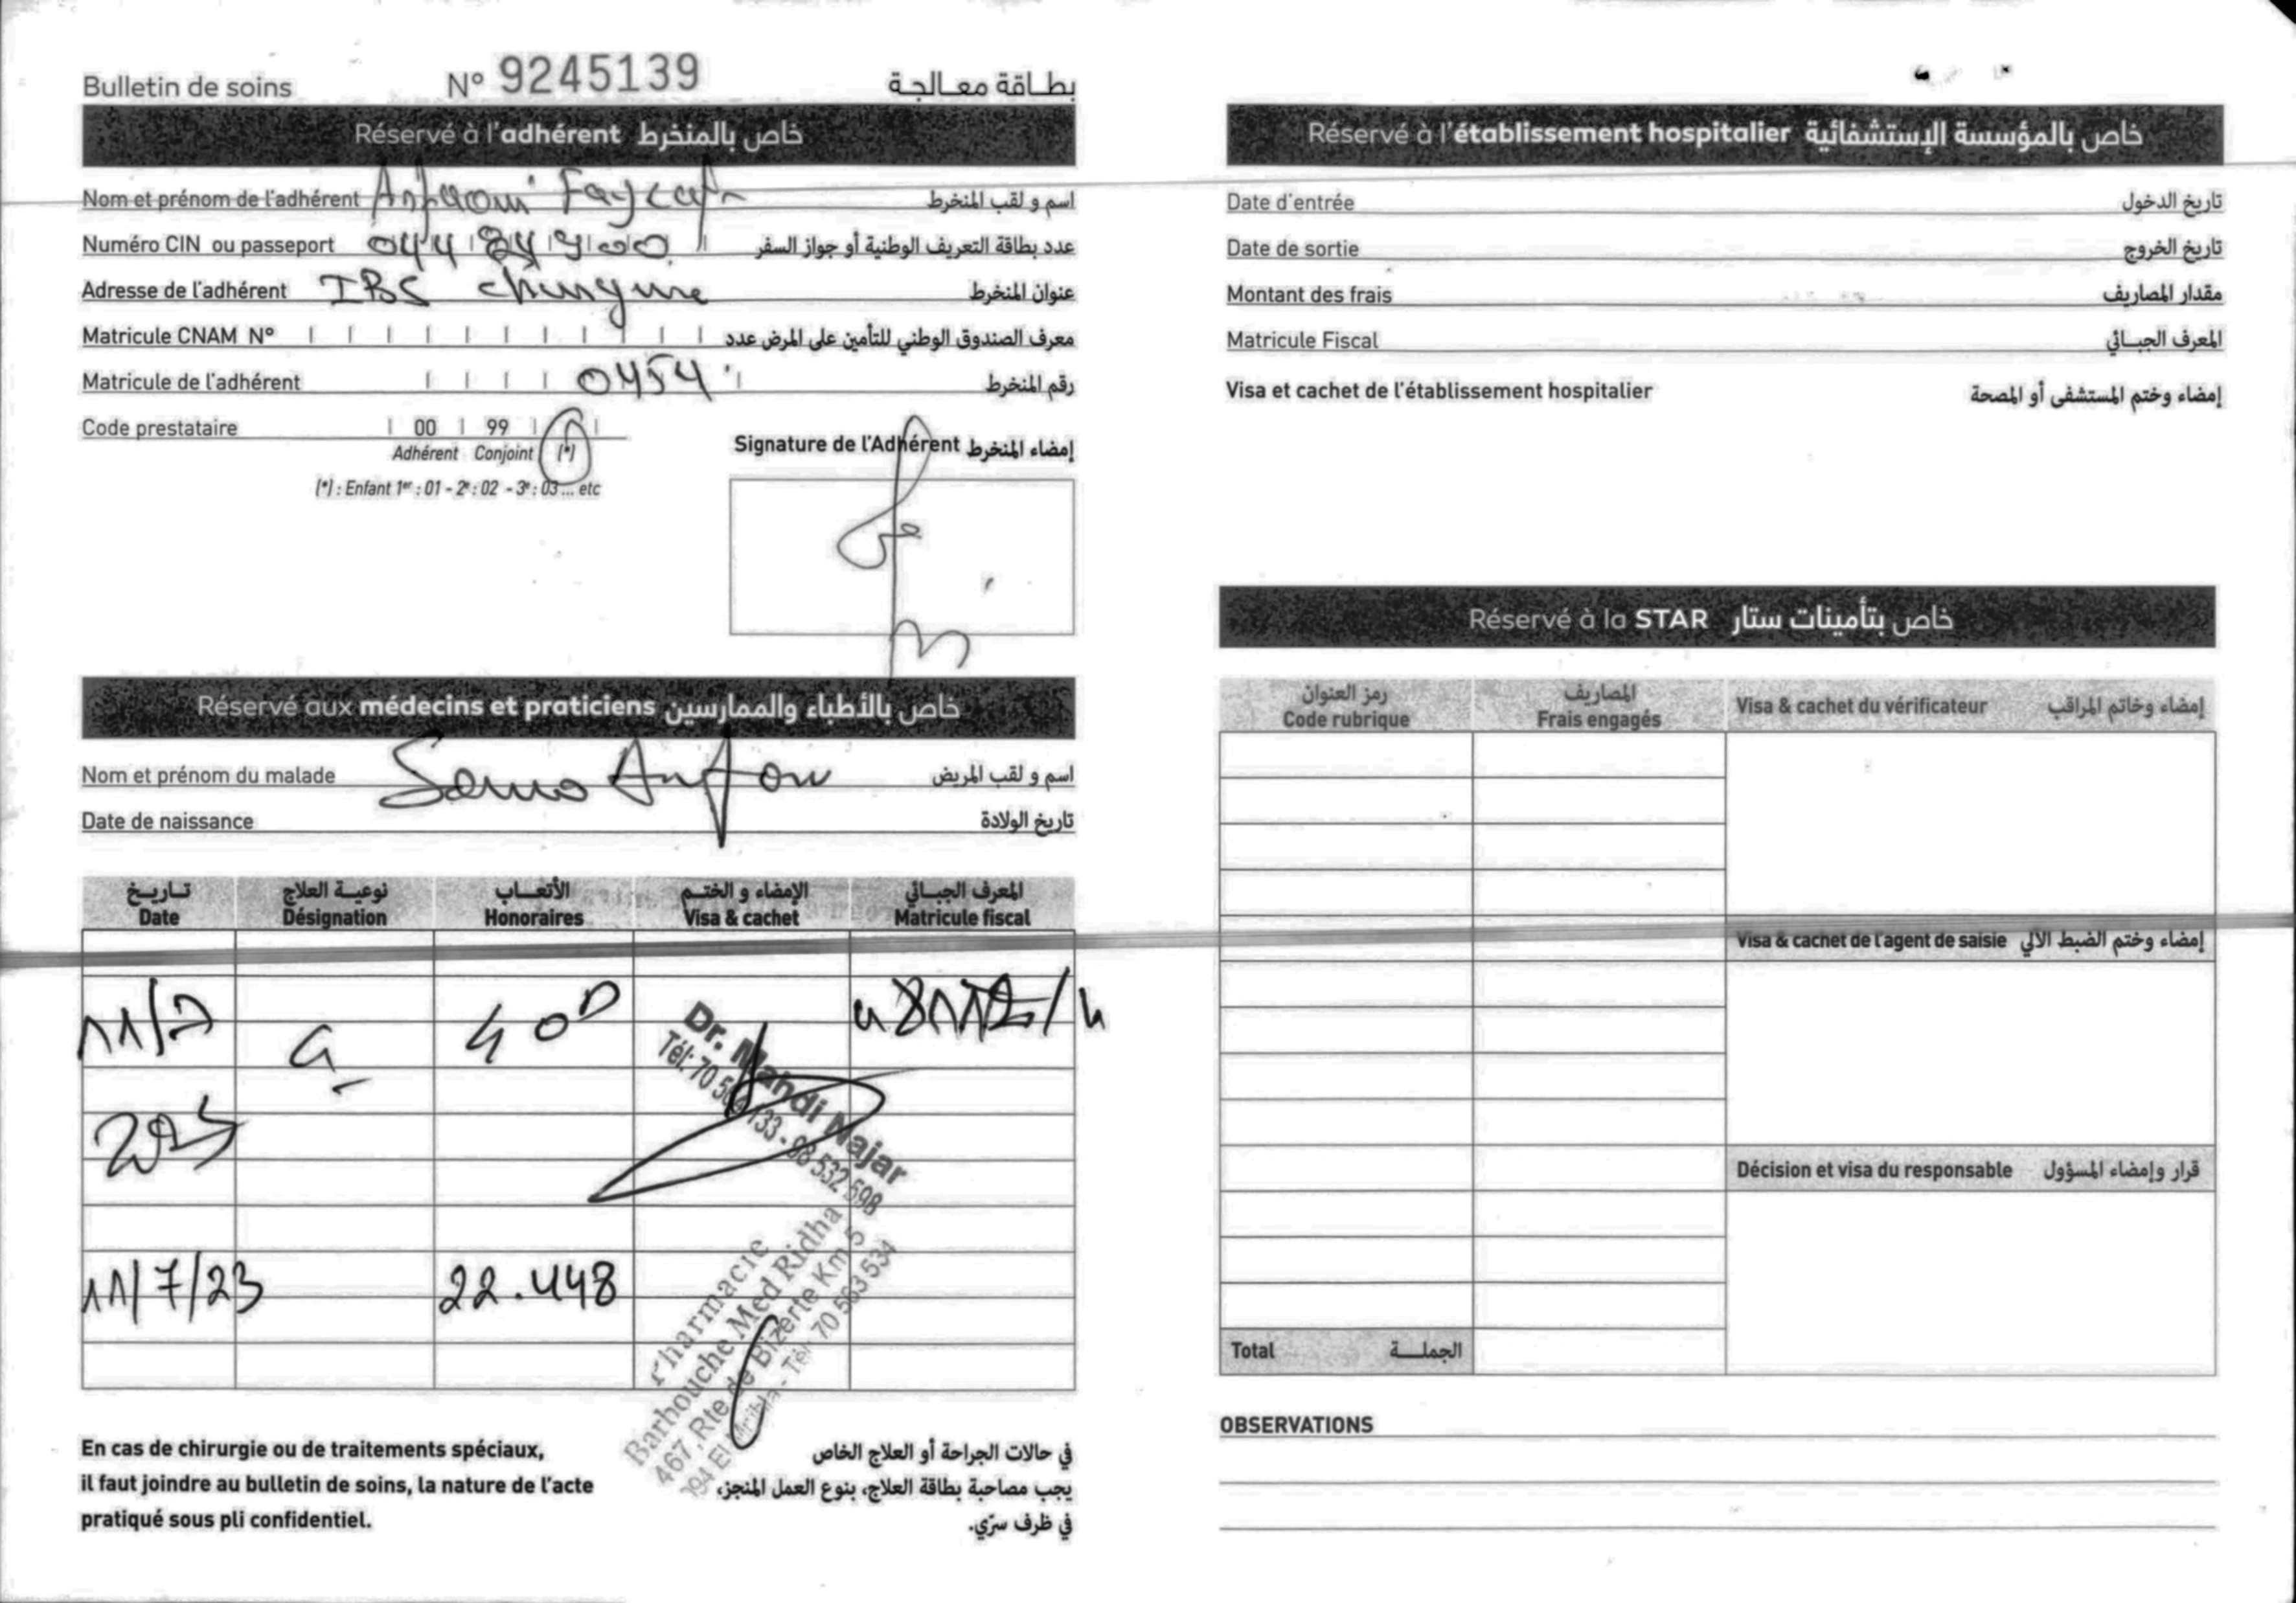 Bulletin de soins N° 9245139 بطاقة معالجة
Réservé à l'adhérent خاص بالمنخرط
Nom et prénom de l'adhérent Faycal اسم و لقب المنخرط
Numéro CIN ou passeport عدد بطاقة التعريف الوطنية أو جواز السفر
Adresse de l'adhérent IBS عنوان المنخرط
Matricule CNAM N° معرف الصندوق الوطني للتأمين على المرض عدد
Matricule de l'adhérent 0454 رقم المنخرط
Code prestataire 00 99
Adhérent Conjoint (*)
(*) : Enfant 1er : 01 - 2e : 02 - 3e : 03 ... etc
Signature de l'Adhérent إمضاء المنخرط
Réservé aux médecins et praticiens خاص بالأطباء والممارسين
Nom et prénom du malade اسم و لقب المريض
Date de naissance تاريخ الولادة
تاريخ نوعية العلاج الأتعاب الإمضاء و الختم المعرف الجبائي
Date Désignation Honoraires Visa & cachet Matricule fiscal
11/7 40D
Dr. Mahdi Najar
Tél: 70 564 133 - 98 532 598
2023
11/7/23 22.448
Pharmacie
Barhouche Med Ridha
467, Rte de Bizerte Km 5
El Mnihla - Tél 70 563 534
En cas de chirurgie ou de traitements spéciaux,
il faut joindre au bulletin de soins, la nature de l'acte
pratiqué sous pli confidentiel.
في حالات الجراحة أو العلاج الخاص
يجب مصاحبة بطاقة العلاج، بنوع العمل المنجز،
في ظرف سرّي.
Réservé à l'établissement hospitalier خاص بالمؤسسة الإستشفائية
Date d'entrée تاريخ الدخول
Date de sortie تاريخ الخروج
Montant des frais مقدار المصاريف
Matricule Fiscal المعرف الجبائي
Visa et cachet de l'établissement hospitalier إمضاء وختم المستشفى أو المصحة
Réservé à la STAR خاص بتأمينات ستار
رمز العنوان المصاريف
Code rubrique Frais engagés Visa & cachet du vérificateur إمضاء وخاتم المراقب
Visa & cachet de l'agent de saisie إمضاء وختم الضبط الآلي
Décision et visa du responsable قرار وإمضاء المسؤول
Total الجملة
OBSERVATIONS